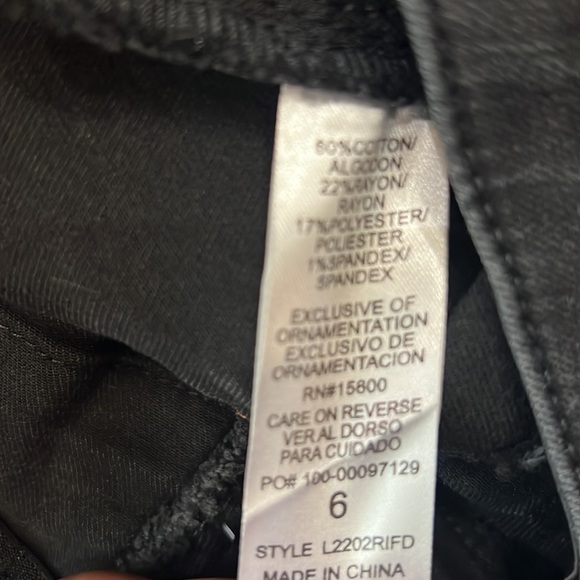 60%COTTON/
ALGODON
22%RAYON/
RAYON
17%POLYESTER/
POLIESTER
1%SPANDEX/
SPANDEX
EXCLUSIVE OF
ORNAMENTATION
EXCLUSIVO DE
ORNAMENTACION
RN#15600
CARE ON REVERSE
VER AL DORSO
PARA CUIDADO
PO# 100-00097129
6
STYLE L2202RIFD
MADE IN CHINA